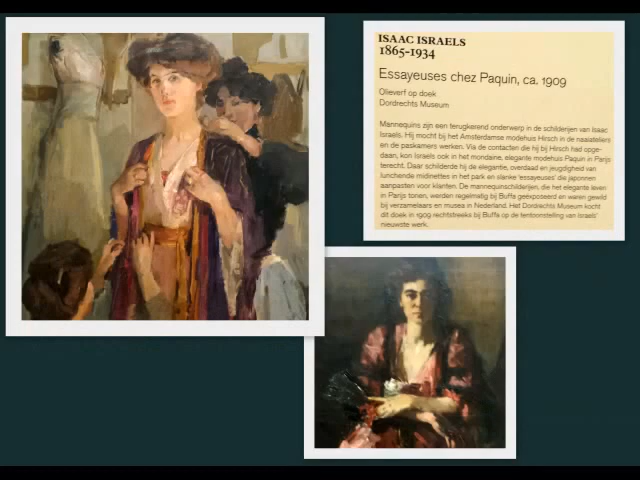 ISAAC ISRAELS
1865-1934
Essayeuses chez Paquin, ca. 1909
Olieverf op doek
Dordrechts Museum
Mannequins zijn een terugkerend onderwerp in de schilderijen van Isaac
Israels. Hij mocht bij het Amsterdamse modehuis Hirsch in de naaiateliers
en de paskamers werken. Via de contacten die hij bij Hirsch had opge-
daan, kon Israels ook in het mondaine, elegante modehuis Paquin in Parijs
terecht. Daar schilderde hij de elegantie, overdaad en jeugdigheid van
lunchende midinettes in het park en slanke 'essayeuses' die japonnen
aanpasten voor klanten. De mannequinschilderijen, die het elegante leven
in Parijs tonen, werden regelmatig bij Buffa geëxposeerd en waren gewild
bij verzamelaars en musea in Nederland. Het Dordrechts Museum kocht
dit doek in 1909 rechtstreeks bij Buffa op de tentoonstelling van Israels'
nieuwste werk.